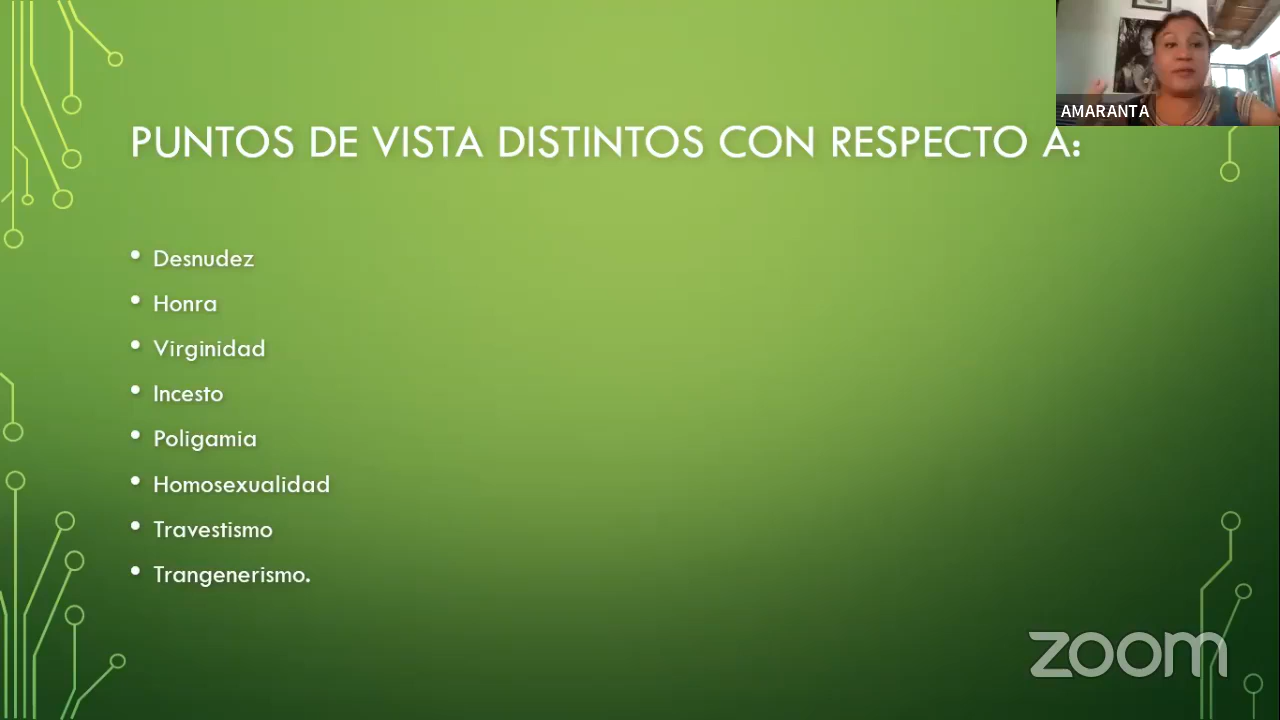 AMARANTA
PUNTOS DE VISTA DISTINTOS CON RESPECTO A:
• Desnudez
• Honra
• Virginidad
• Incesto
• Poligamia
• Homosexualidad
• Travestismo
• Trangenerismo.
zoom